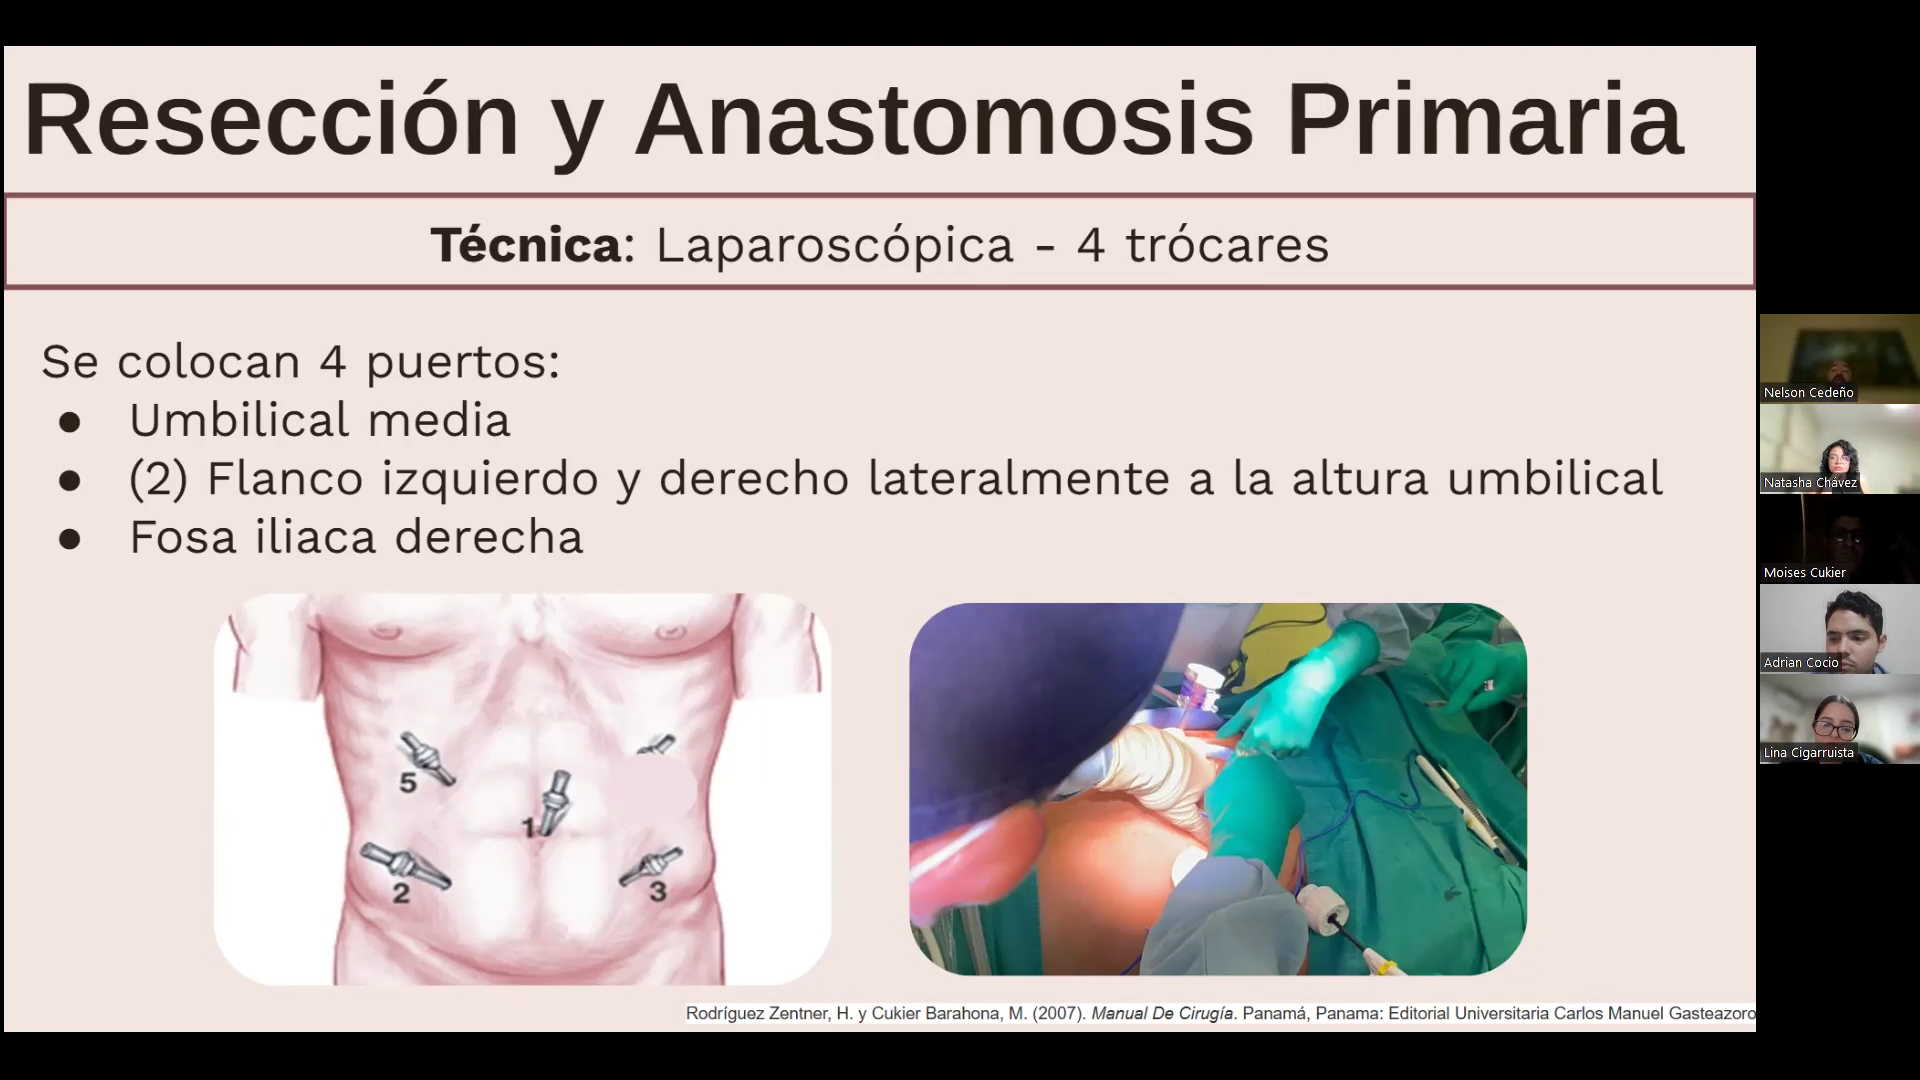 Resección y Anastomosis Primaria
Técnica: Laparoscópica - 4 trócares
Se colocan 4 puertos:
● Umbilical media
● (2) Flanco izquierdo y derecho lateralmente a la altura umbilical
● Fosa iliaca derecha
5
1
2
3
Rodríguez Zentner, H. y Cukier Barahona, M. (2007). Manual De Cirugía. Panamá, Panama: Editorial Universitaria Carlos Manuel Gasteazoro
Nelson Cedeño
Natasha Chávez
Moises Cukier
Adrian Cocio
Lina Cigarruista